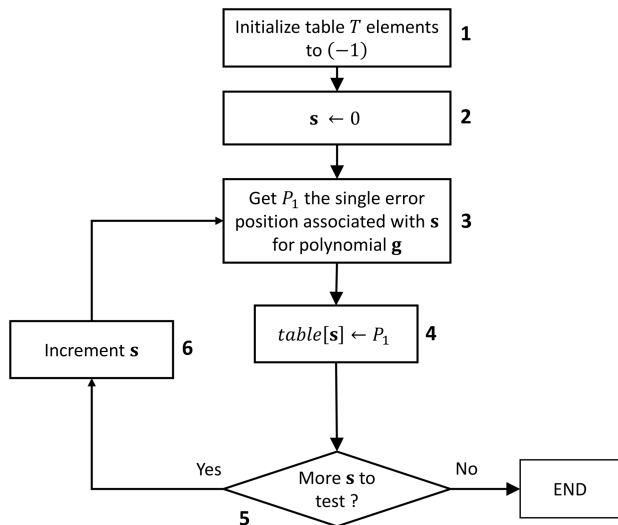 Initialize table T elements
to (−1)
1
s ← 0
2
Get P₁ the single error
position associated with s
for polynomial g
3
table[s] ← P₁
4
Increment s
6
Yes
More s to
test ?
No
5
END